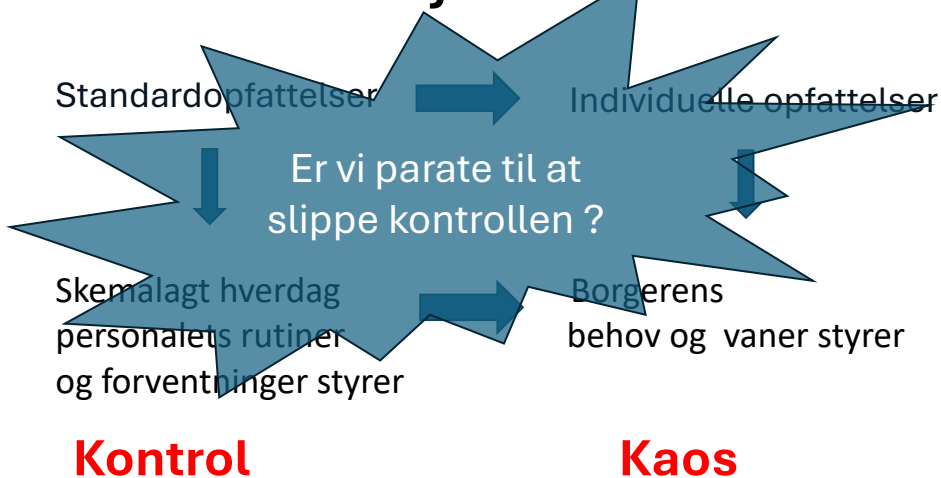 Standardopfattelser
Individuelle opfattelser
Er vi parate til at
slippe kontrollen ?
Skemalagt hverdag
personalets rutiner
og forventninger styrer
Borgerens
behov og vaner styrer
Kontrol
Kaos